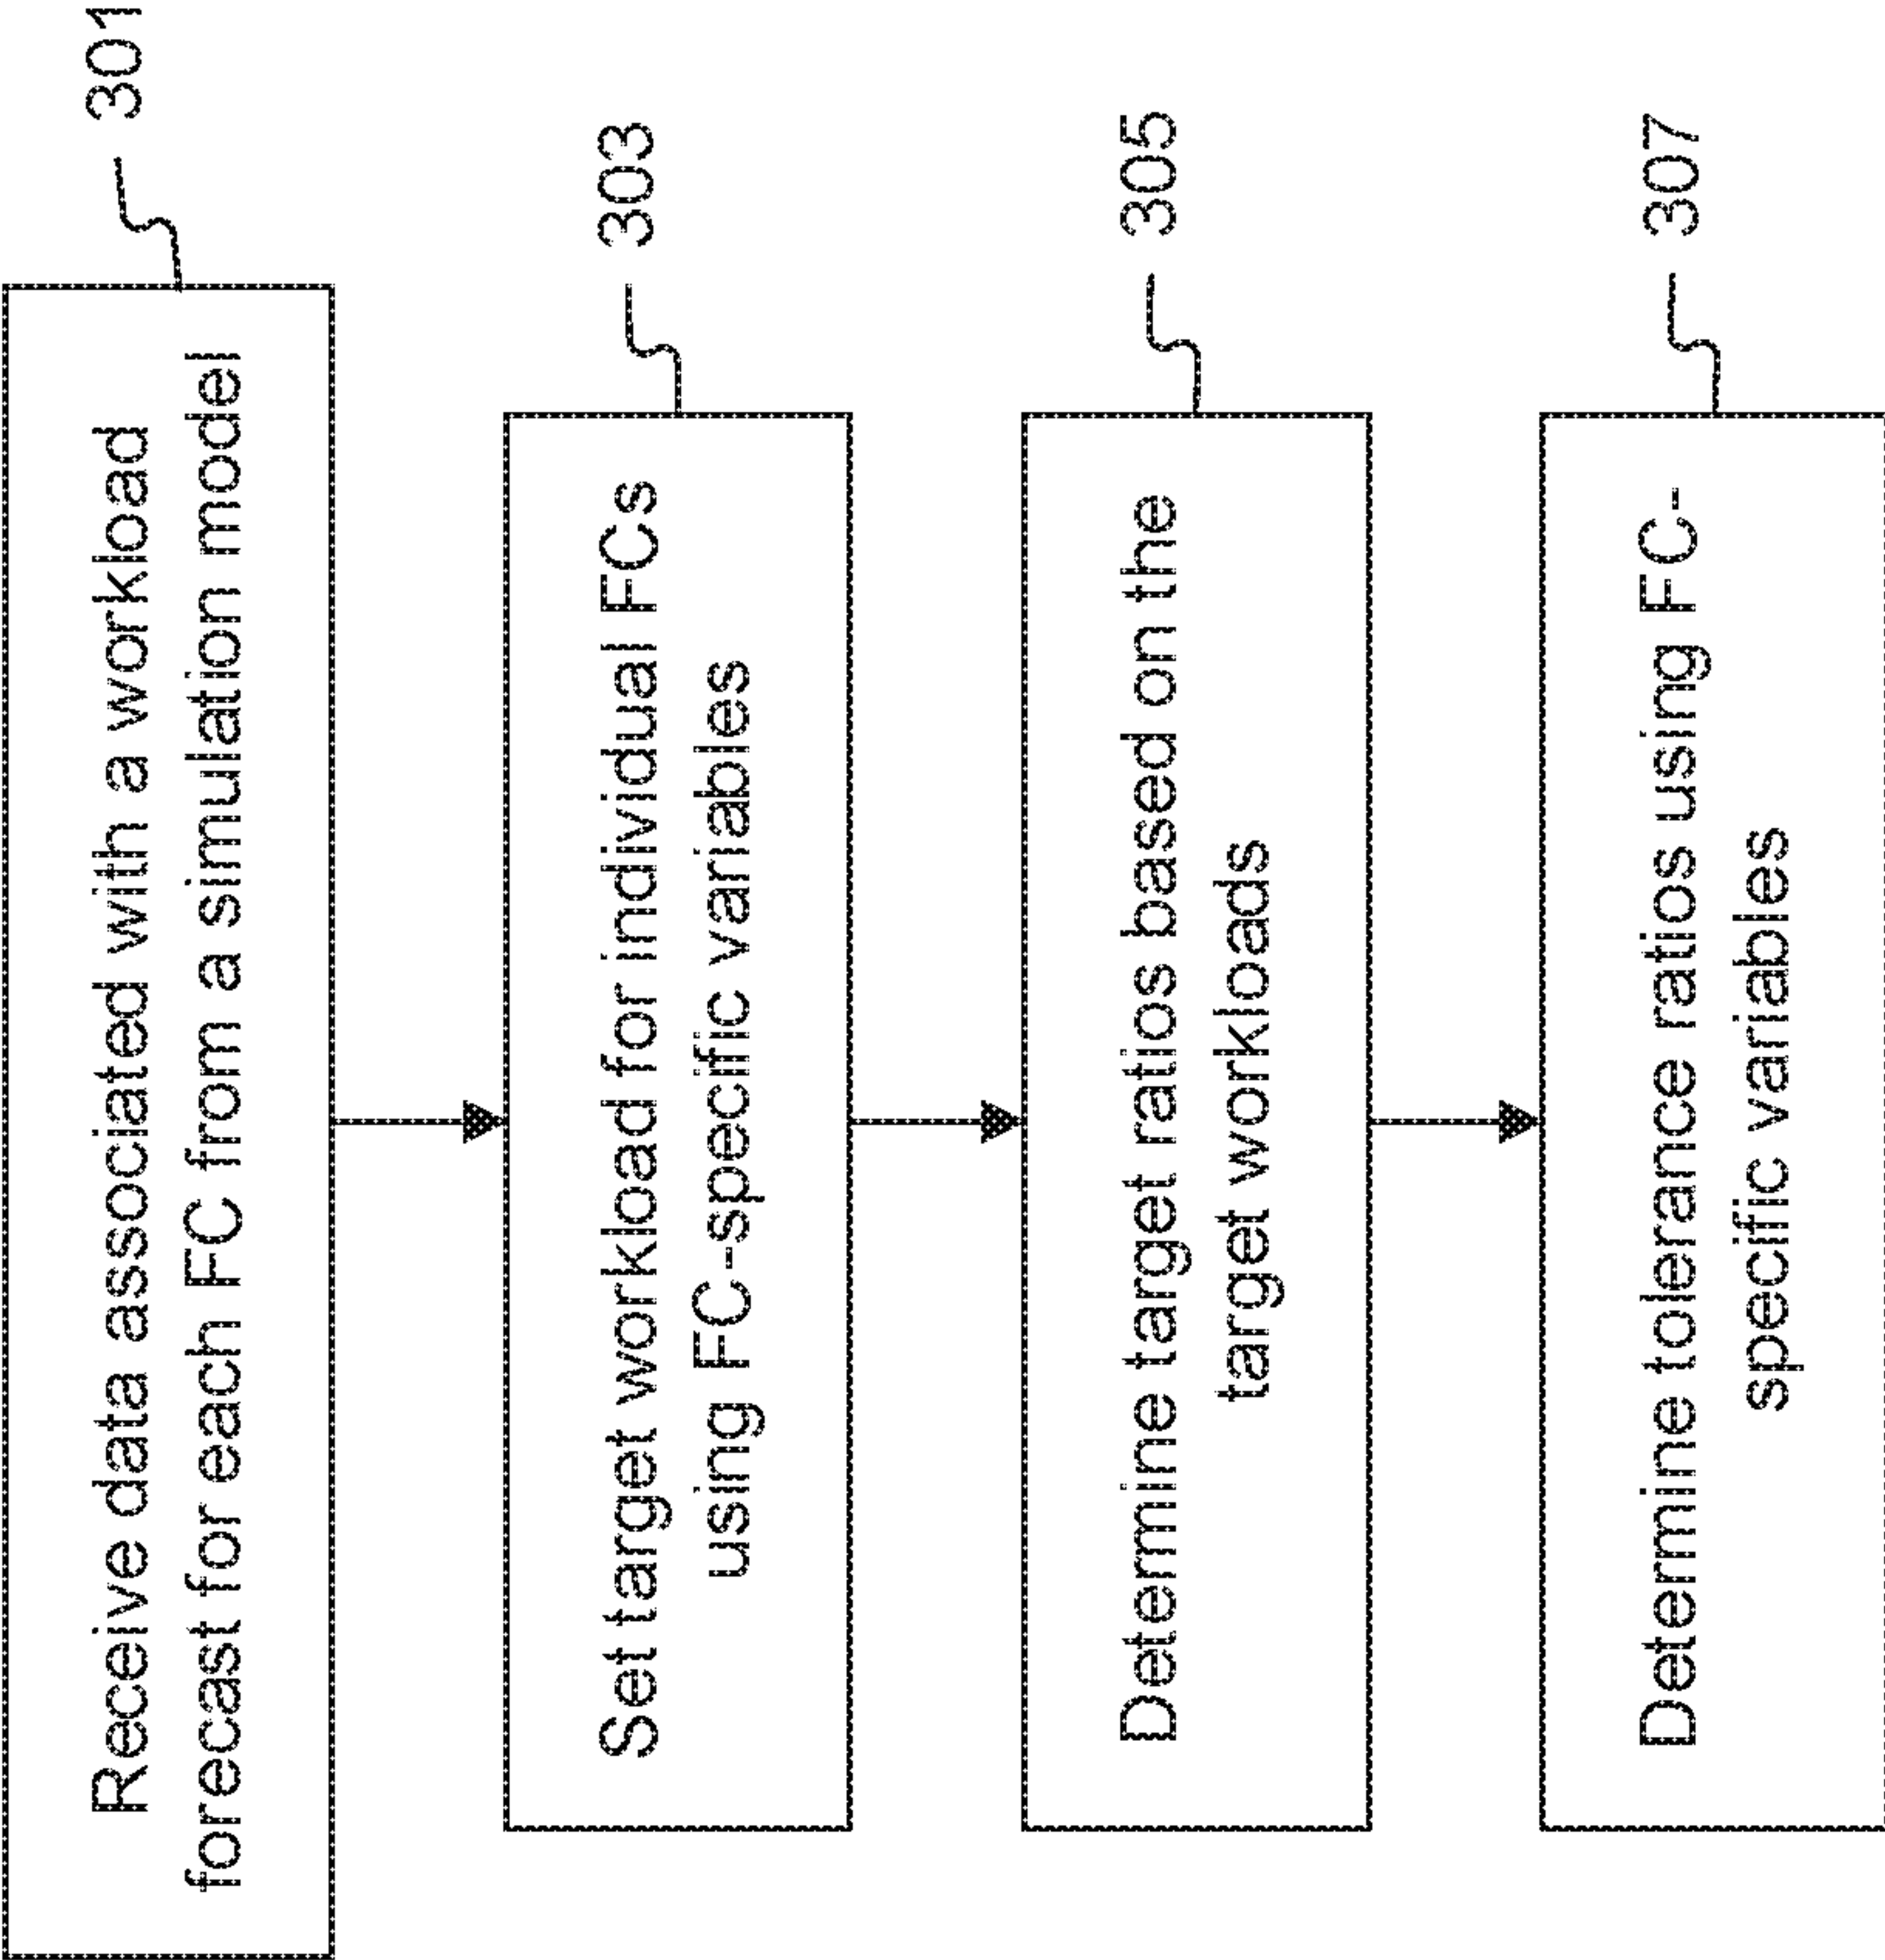 Receive data associated with a workload
forecast for each FC from a simulation model
301
Set target workload for individual FCs
using FC-specific variables
303
Determine target ratios based on the
target workloads
305
Determine tolerance ratios using FC-
specific variables
307